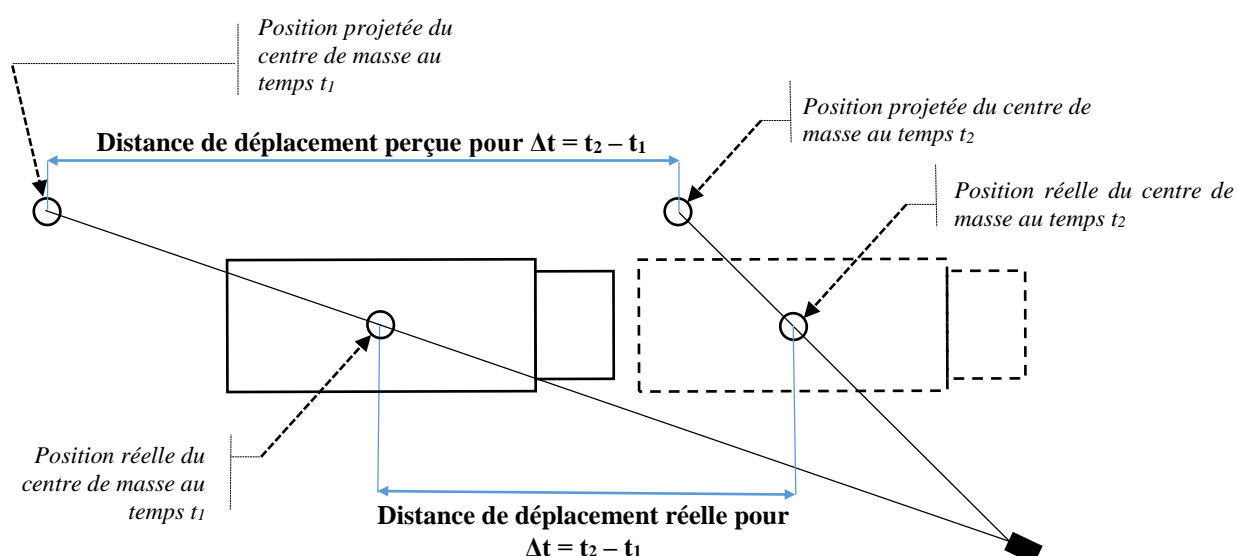 Position projetée du
centre de masse au
temps t₁
Position projetée du centre de
masse au temps t₂
Distance de déplacement perçue pour Δt = t₂ – t₁
Position réelle du centre de
masse au temps t₂
Position réelle du
centre de masse au
temps t₁
Distance de déplacement réelle pour
Δt = t₂ – t₁